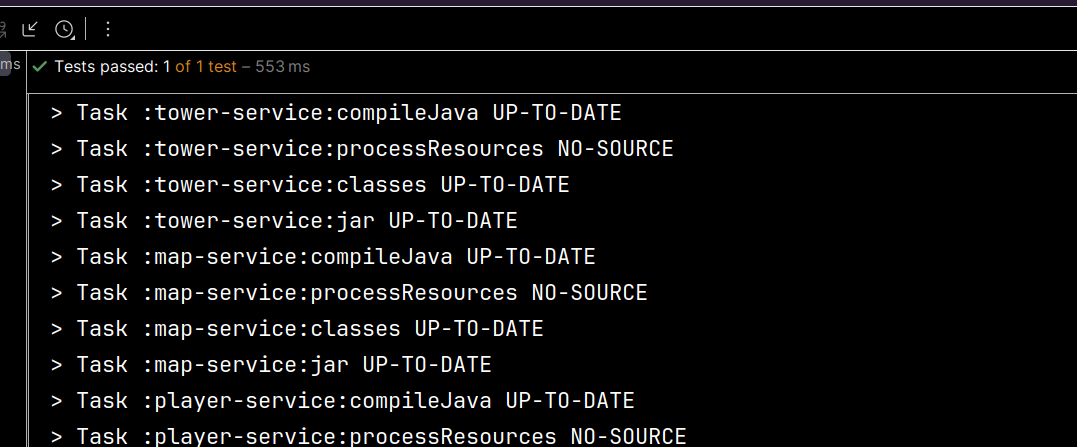 ms
Tests passed: 1 of 1 test – 553 ms
> Task :tower-service:compileJava UP-TO-DATE
> Task :tower-service:processResources NO-SOURCE
> Task :tower-service:classes UP-TO-DATE
> Task :tower-service:jar UP-TO-DATE
> Task :map-service:compileJava UP-TO-DATE
> Task :map-service:processResources NO-SOURCE
> Task :map-service:classes UP-TO-DATE
> Task :map-service:jar UP-TO-DATE
> Task :player-service:compileJava UP-TO-DATE
> Task :player-service:processResources NO-SOURCE